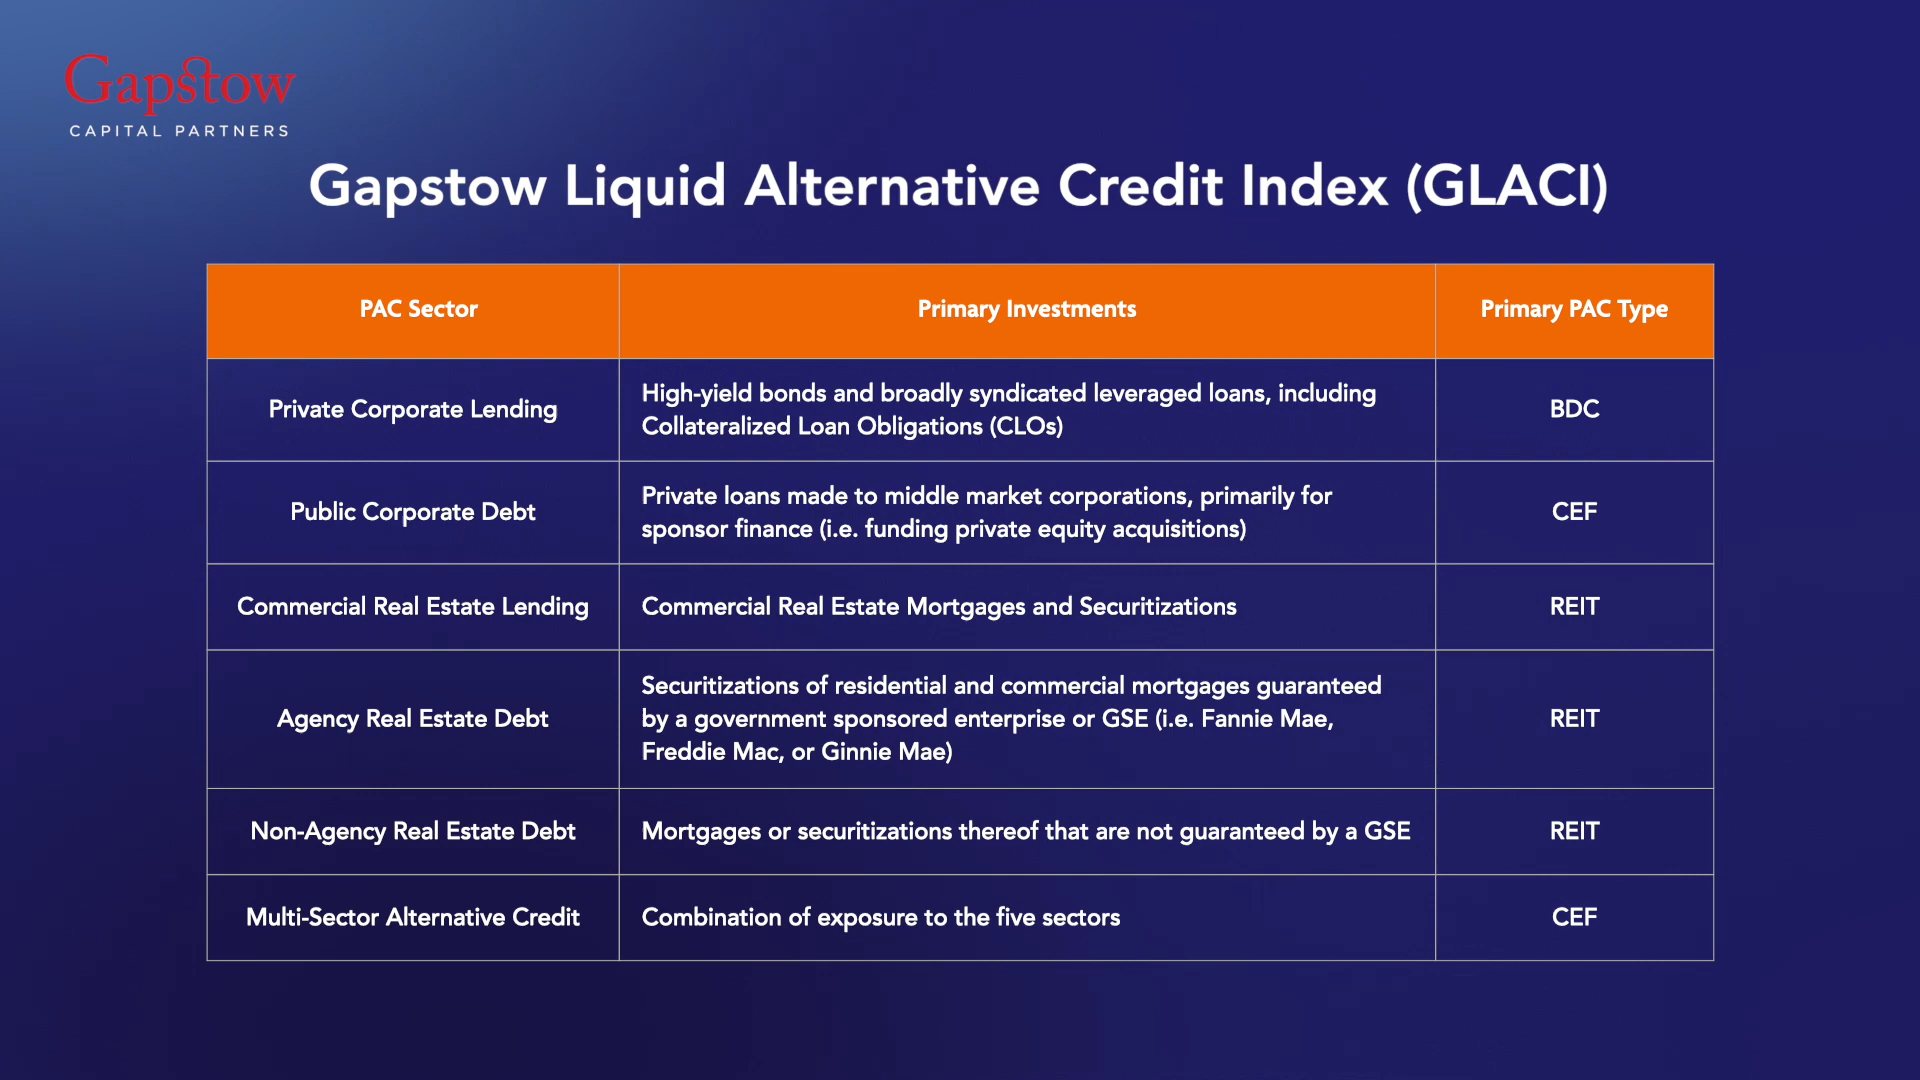 Gapstow
CAPITAL PARTNERS
Gapstow Liquid Alternative Credit Index (GLACI)
PAC Sector
Primary Investments
Primary PAC Type
Private Corporate Lending
High-yield bonds and broadly syndicated leveraged loans, including
Collateralized Loan Obligations (CLOs)
BDC
Public Corporate Debt
Private loans made to middle market corporations, primarily for
sponsor finance (i.e. funding private equity acquisitions)
CEF
Commercial Real Estate Lending
Commercial Real Estate Mortgages and Securitizations
REIT
Agency Real Estate Debt
Securitizations of residential and commercial mortgages guaranteed
by a government sponsored enterprise or GSE (i.e. Fannie Mae,
Freddie Mac, or Ginnie Mae)
REIT
Non-Agency Real Estate Debt
Mortgages or securitizations thereof that are not guaranteed by a GSE
REIT
Multi-Sector Alternative Credit
Combination of exposure to the five sectors
CEF